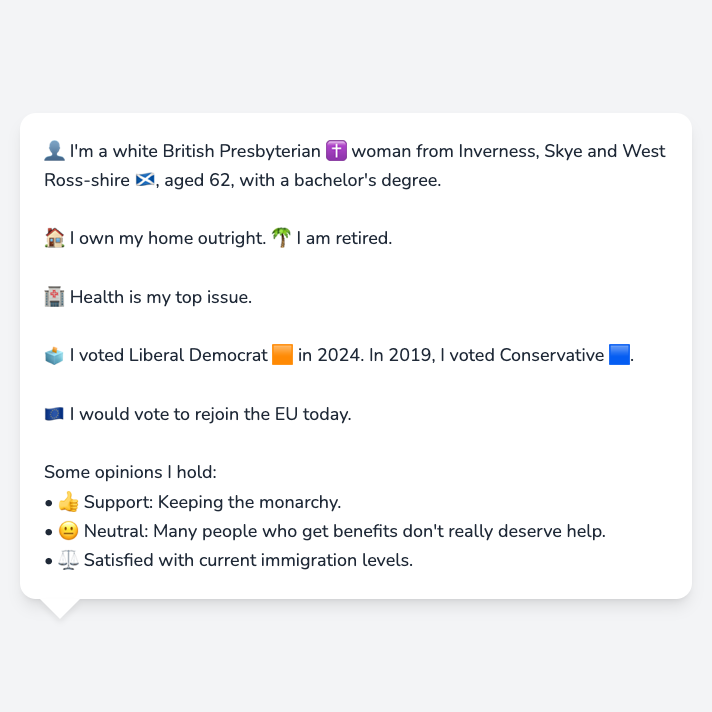 👤 I'm a white British Presbyterian ✝️ woman from Inverness, Skye and West
Ross-shire 🏴󠁧󠁢󠁳󠁣󠁴󠁿, aged 62, with a bachelor's degree.
🏠 I own my home outright. 🌴 I am retired.
🏥 Health is my top issue.
🗳️ I voted Liberal Democrat 🟧 in 2024. In 2019, I voted Conservative 🟦.
🇪🇺 I would vote to rejoin the EU today.
Some opinions I hold:
• 👍 Support: Keeping the monarchy.
• 😐 Neutral: Many people who get benefits don't really deserve help.
• ⚖️ Satisfied with current immigration levels.